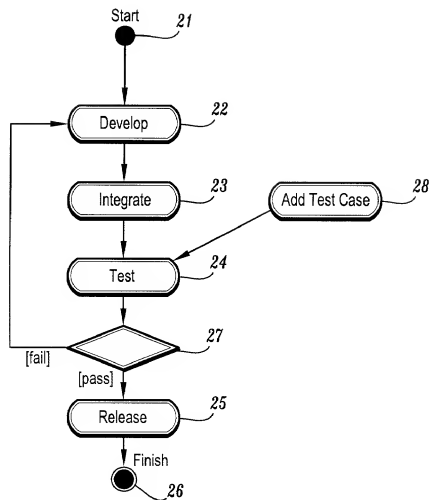 Start
21
Develop
22
Integrate
23
Add Test Case
28
Test
24
27
[fail]
[pass]
Release
25
Finish
26